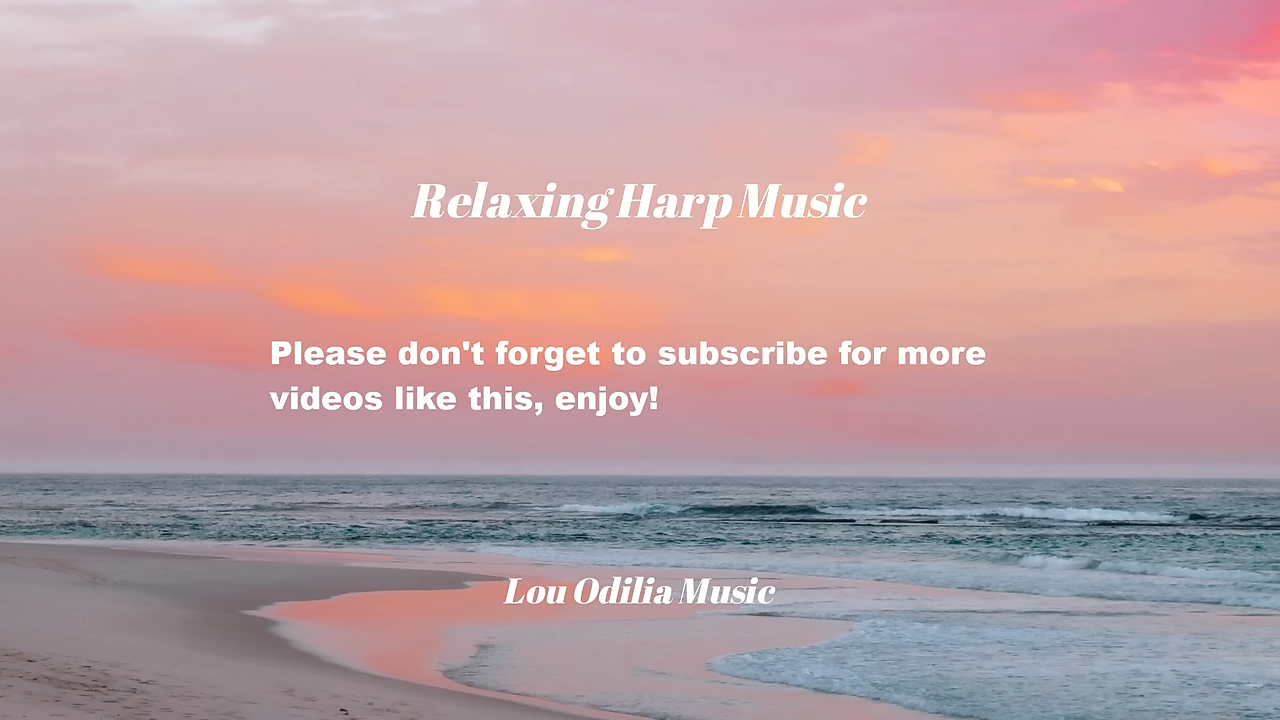 Relaxing Harp Music
Please don't forget to subscribe for more
videos like this, enjoy!
Lou Odilia Music